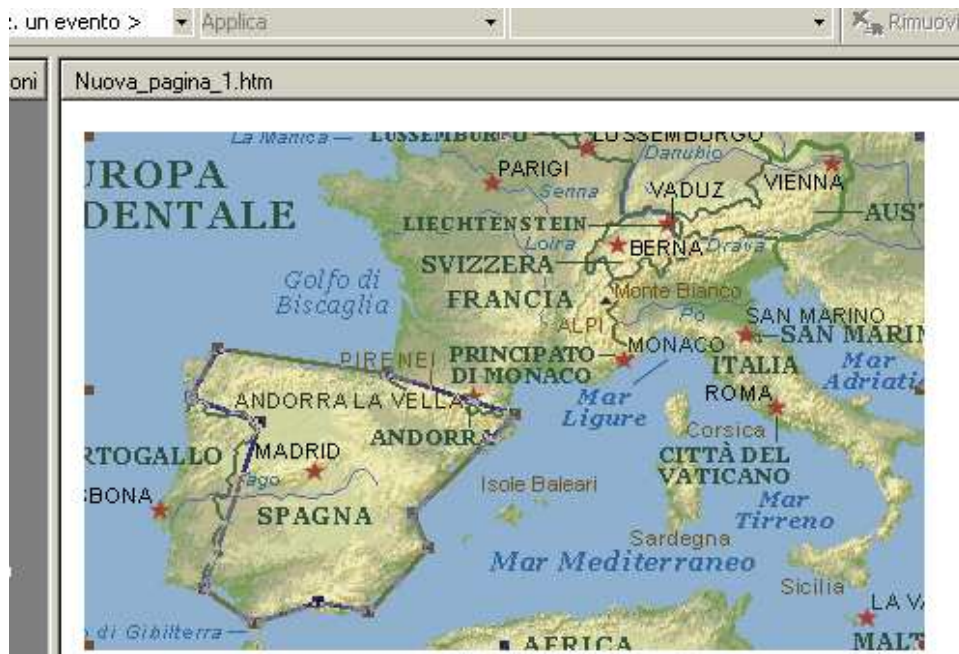 . un evento >
Applica
Rimuovi
oni
Nuova_pagina_1.htm
La Manica
LUSSEMBURGO
LUSSEMBURGO
Danubio
PARIGI
Senna
VADUZ
VIENNA
UROPA
DENTALE
LIECHTENSTEIN
AUST
Loira
BERNA
Drava
SVIZZERA
Golfo di
Biscaglia
FRANCIA
Monte Bianco
Po
SAN MARINO
ALPI
SAN MARIN
PIRENEI
PRINCIPATO
DI MONACO
MONACO
ITALIA
Mar
Adriati
Mar
Ligure
ROMA
ANDORRA LA VELLA
ANDORRA
Corsica
RTOGALLO
MADRID
CITTÀ DEL
VATICANO
Tago
BONA
SPAGNA
Isole Baleari
Mar
Tirreno
Sardegna
Mar Mediterraneo
Sicilia
LA VA
o di Gibilterra
AFRICA
MALT